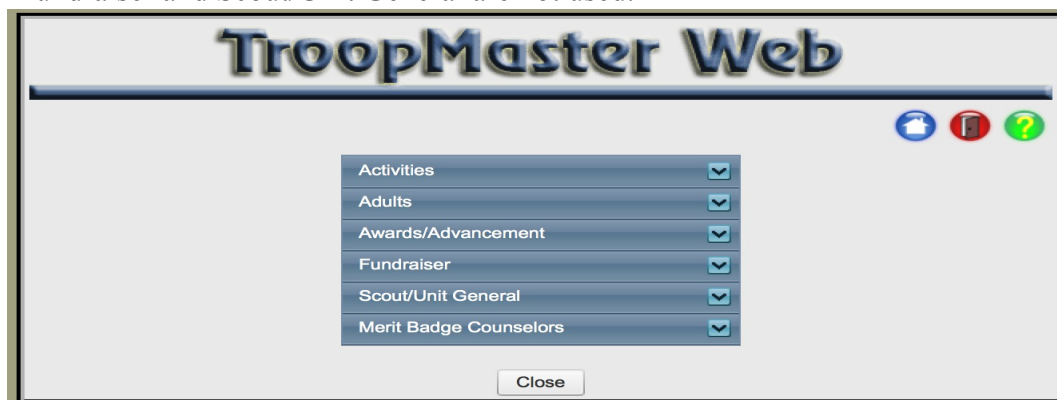 TroopMaster Web
?
Activities
Adults
Awards/Advancement
Fundraiser
Scout/Unit General
Merit Badge Counselors
Close